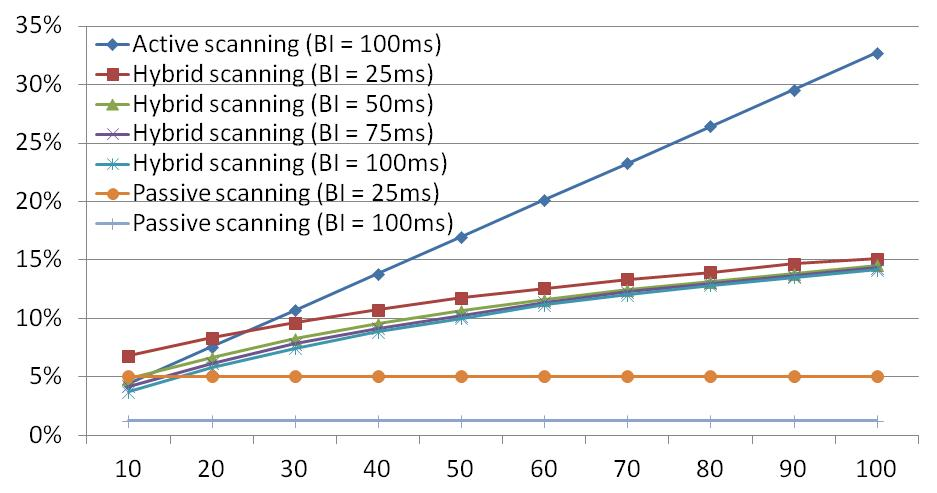 35%
30%
25%
20%
15%
10%
5%
0%
Active scanning (BI = 100ms)
Hybrid scanning (BI = 25ms)
Hybrid scanning (BI = 50ms)
Hybrid scanning (BI = 75ms)
Hybrid scanning (BI = 100ms)
Passive scanning (BI = 25ms)
Passive scanning (BI = 100ms)
10 20 30 40 50 60 70 80 90 100